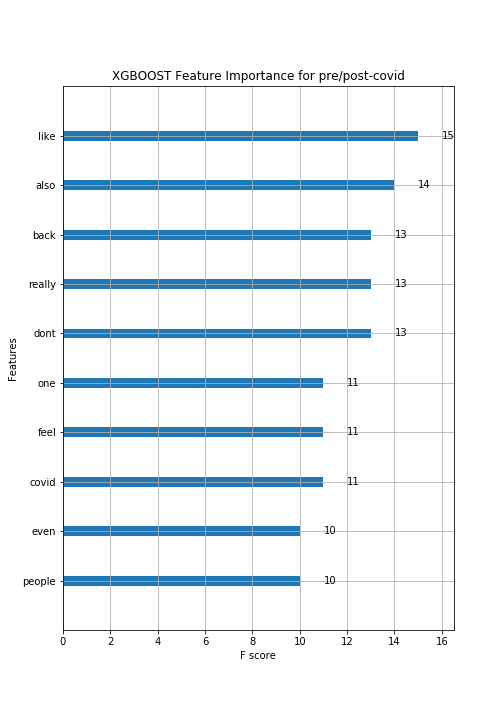 XGBOOST Feature Importance for pre/post-covid
like 15
also 14
back 13
really 13
dont 13
one 11
feel 11
covid 11
even 10
people 10
Features
0 2 4 6 8 10 12 14 16
F score